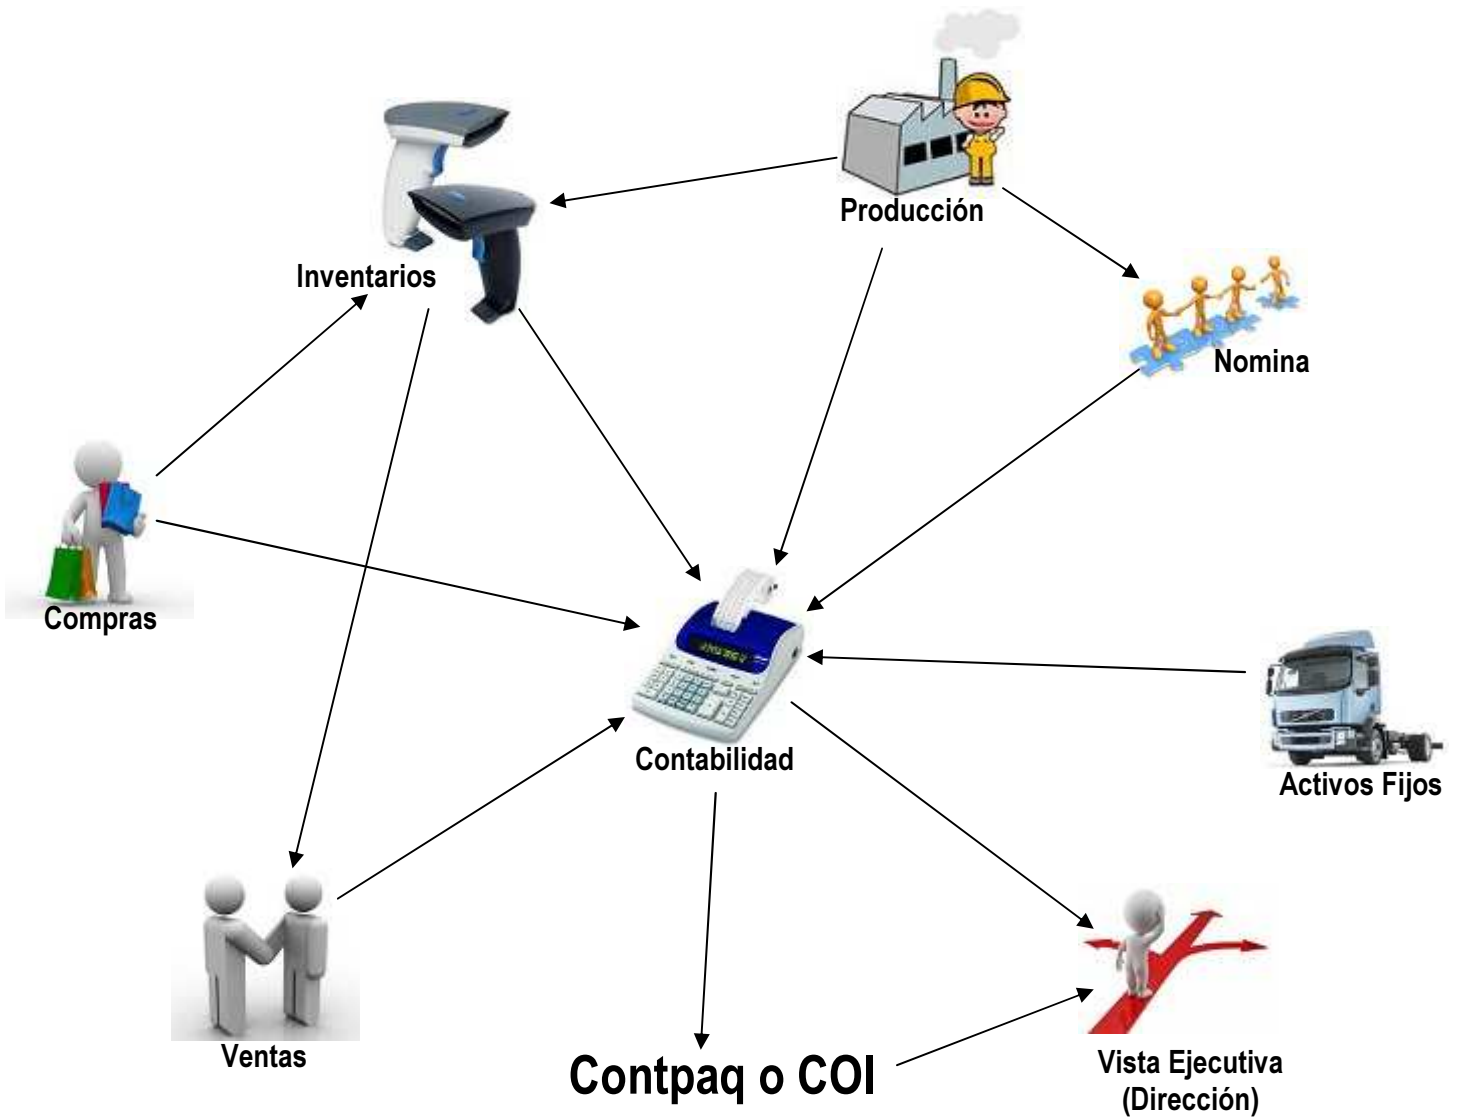 Producción
Inventarios
Nomina
Compras
Contabilidad
Activos Fijos
Ventas
Contpaq o COI
Vista Ejecutiva
(Dirección)